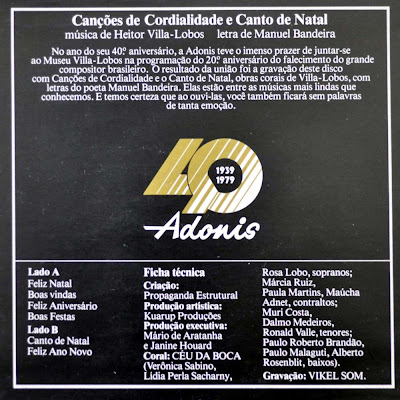 Canções de Cordialidade e Canto de Natal
música de Heitor Villa-Lobos letra de Manuel Bandeira
No ano do seu 40.º aniversário, a Adonis teve o imenso prazer de juntar-se
ao Museu Villa-Lobos na programação do 20.º aniversário do falecimento do grande
compositor brasileiro. O resultado da união foi a gravação deste disco
com Canções de Cordialidade e o Canto de Natal, obras corais de Villa-Lobos, com
letras do poeta Manuel Bandeira. Elas estão entre as músicas mais lindas que
conhecemos. E temos certeza que ao ouvi-las, você também ficará sem palavras
de tanta emoção.
40
1939
1979
Adonis
Lado A
Feliz Natal
Boas vindas
Feliz Aniversário
Boas Festas
Lado B
Canto de Natal
Feliz Ano Novo
Ficha técnica
Criação:
Propaganda Estrutural
Produção artística:
Kuarup Produções
Produção executiva:
Mário de Aratanha
e Janine Houard
Coral: CÉU DA BOCA
(Verônica Sabino,
Lídia Perla Sacharny,
Rosa Lobo, sopranos;
Márcia Ruiz,
Paula Martins, Maúcha
Adnet, contraltos;
Muri Costa,
Dalmo Medeiros,
Ronald Valle, tenores;
Paulo Roberto Brandão,
Paulo Malaguti, Alberto
Rosenblit, baixos).
Gravação: VIKEL SOM.